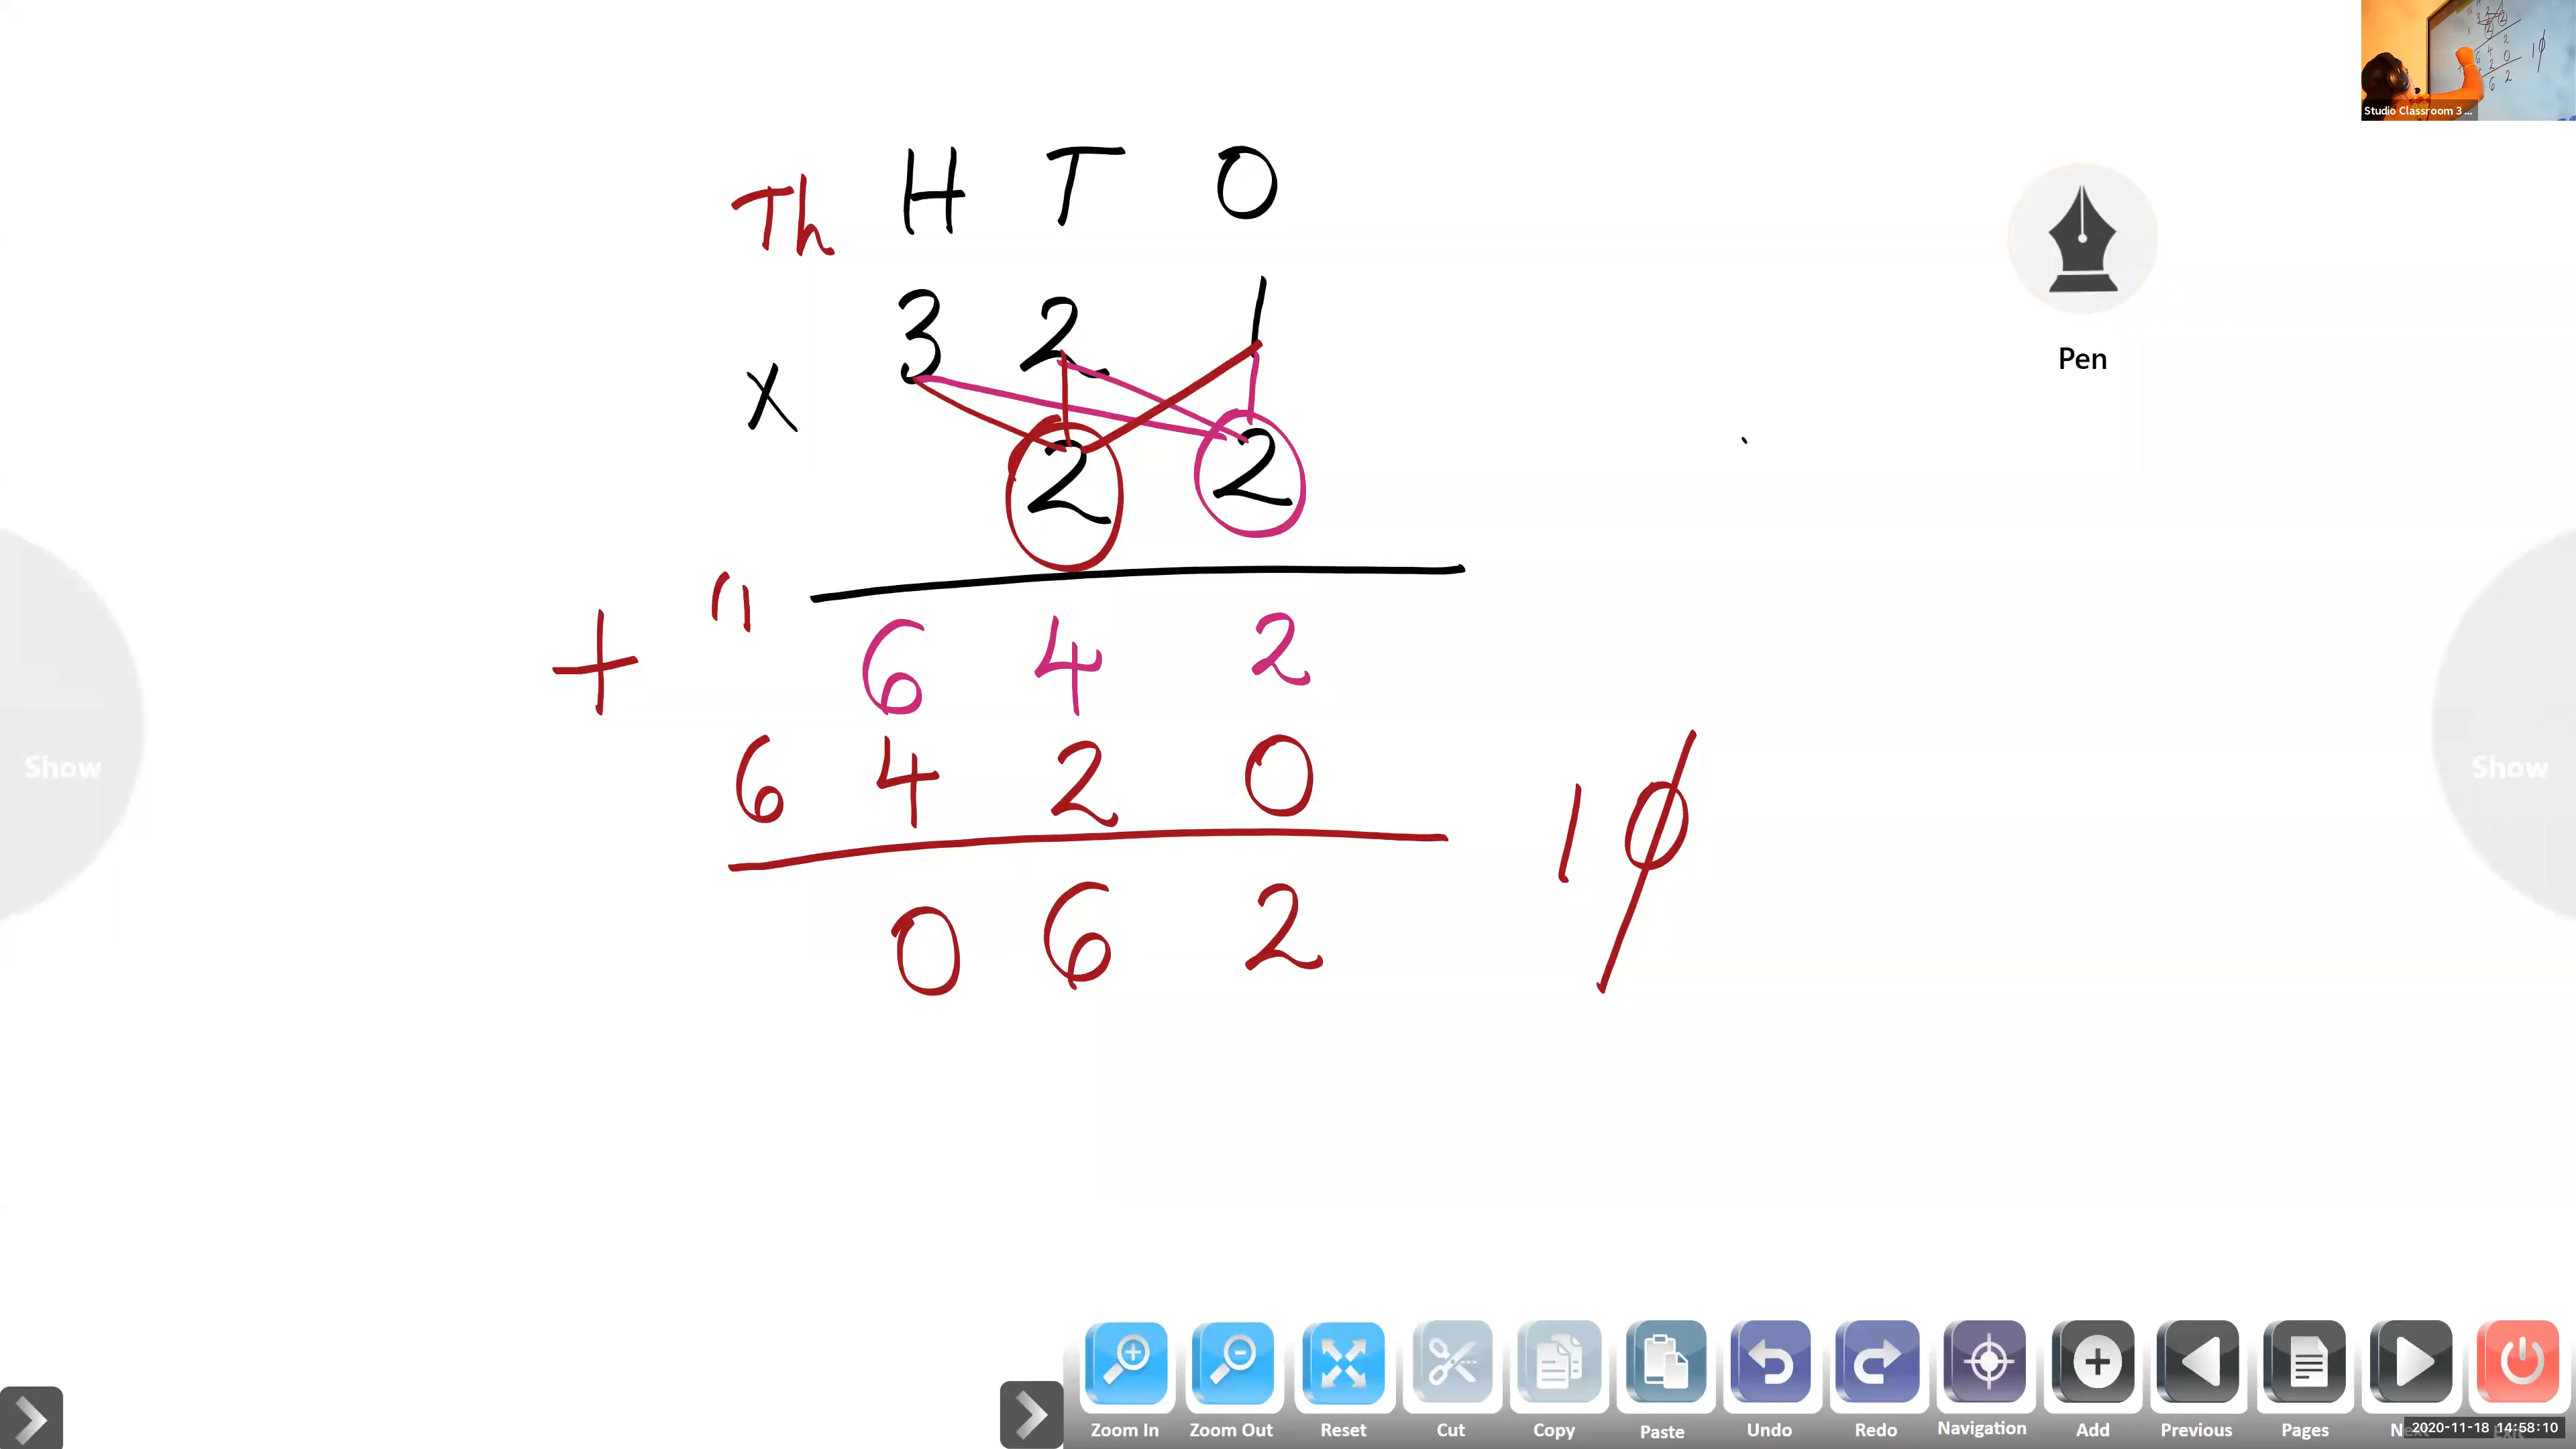 Studio Classroom 3 ...
Th H T O
3 2 1
Pen
X 2 2
1
+ 6 4 2
6 4 2 0
1 0
0 6 2
Show
Show
Zoom In Zoom Out Reset Cut Copy Paste Undo Redo Navigation Add Previous Pages
2020-11-18 14:58:10